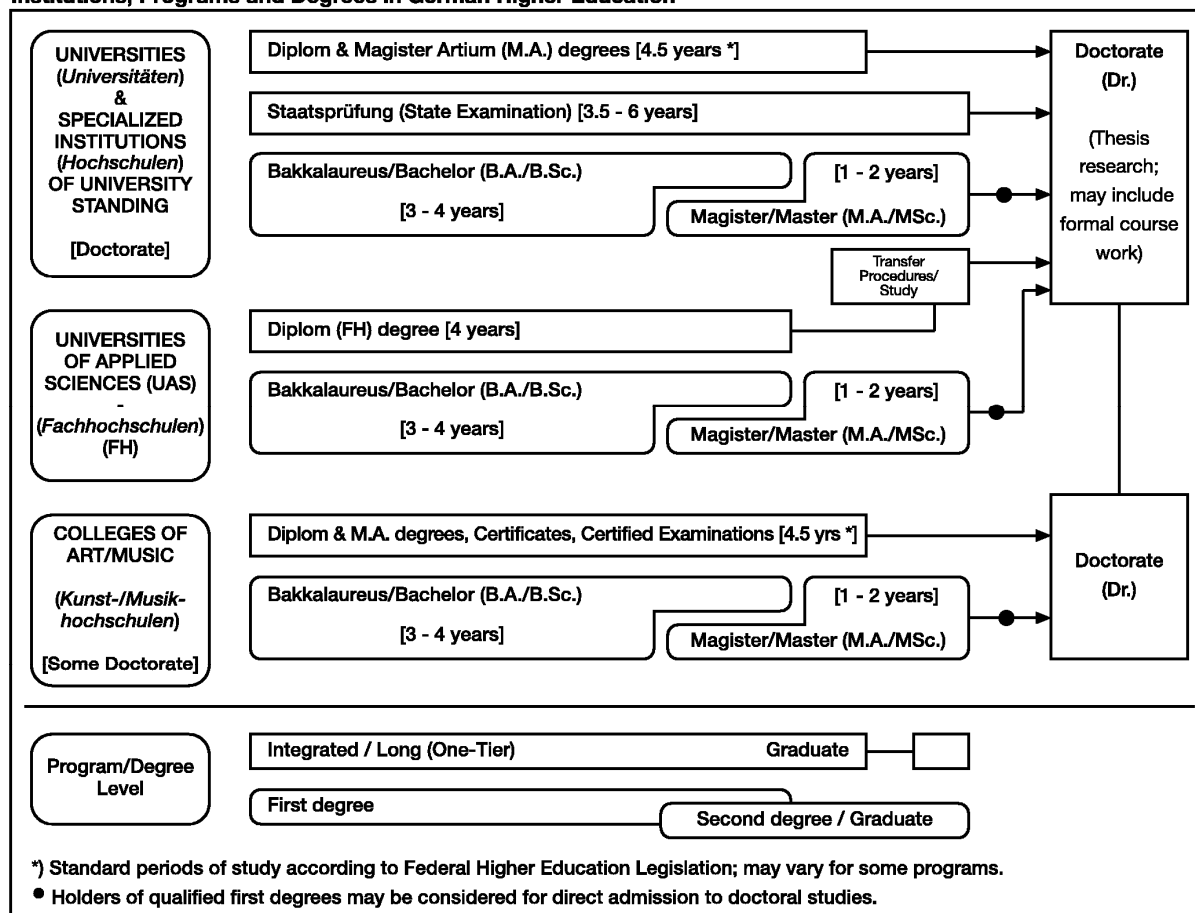 Institutions, Programs and Degrees in German Higher Education
UNIVERSITIES
(Universitäten)
&
SPECIALIZED
INSTITUTIONS
(Hochschulen)
OF UNIVERSITY
STANDING
[Doctorate]
Diplom & Magister Artium (M.A.) degrees [4.5 years *]
Staatsprüfung (State Examination) [3.5 - 6 years]
Bakkalaureus/Bachelor (B.A./B.Sc.)
[3 - 4 years]
[1 - 2 years]
Magister/Master (M.A./MSc.)
Transfer
Procedures/
Study
Doctorate
(Dr.)
(Thesis
research;
may include
formal course
work)
UNIVERSITIES
OF APPLIED
SCIENCES (UAS)
-
(Fachhochschulen)
(FH)
Diplom (FH) degree [4 years]
Bakkalaureus/Bachelor (B.A./B.Sc.)
[3 - 4 years]
[1 - 2 years]
Magister/Master (M.A./MSc.)
COLLEGES OF
ART/MUSIC
(Kunst-/Musik-
hochschulen)
[Some Doctorate]
Diplom & M.A. degrees, Certificates, Certified Examinations [4.5 yrs *]
Bakkalaureus/Bachelor (B.A./B.Sc.)
[3 - 4 years]
[1 - 2 years]
Magister/Master (M.A./MSc.)
Doctorate
(Dr.)
Program/Degree
Level
Integrated / Long (One-Tier) Graduate
First degree
Second degree / Graduate
*) Standard periods of study according to Federal Higher Education Legislation; may vary for some programs.
● Holders of qualified first degrees may be considered for direct admission to doctoral studies.